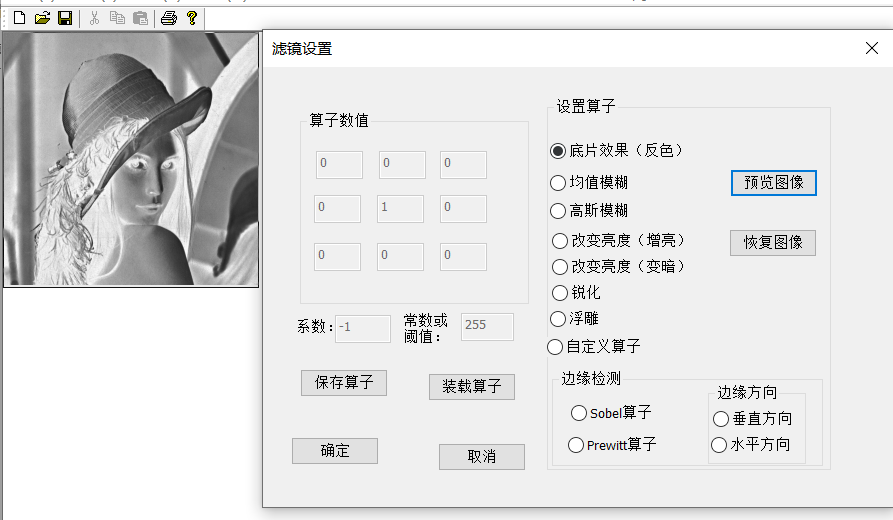 滤镜设置
算子数值
0 0 0
0 1 0
0 0 0
系数：-1
常数或
阈值：
255
保存算子
装载算子
确定
取消
设置算子
底片效果（反色）
均值模糊
高斯模糊
改变亮度（增亮）
改变亮度（变暗）
锐化
浮雕
自定义算子
预览图像
恢复图像
边缘检测
Sobel算子
Prewitt算子
边缘方向
垂直方向
水平方向